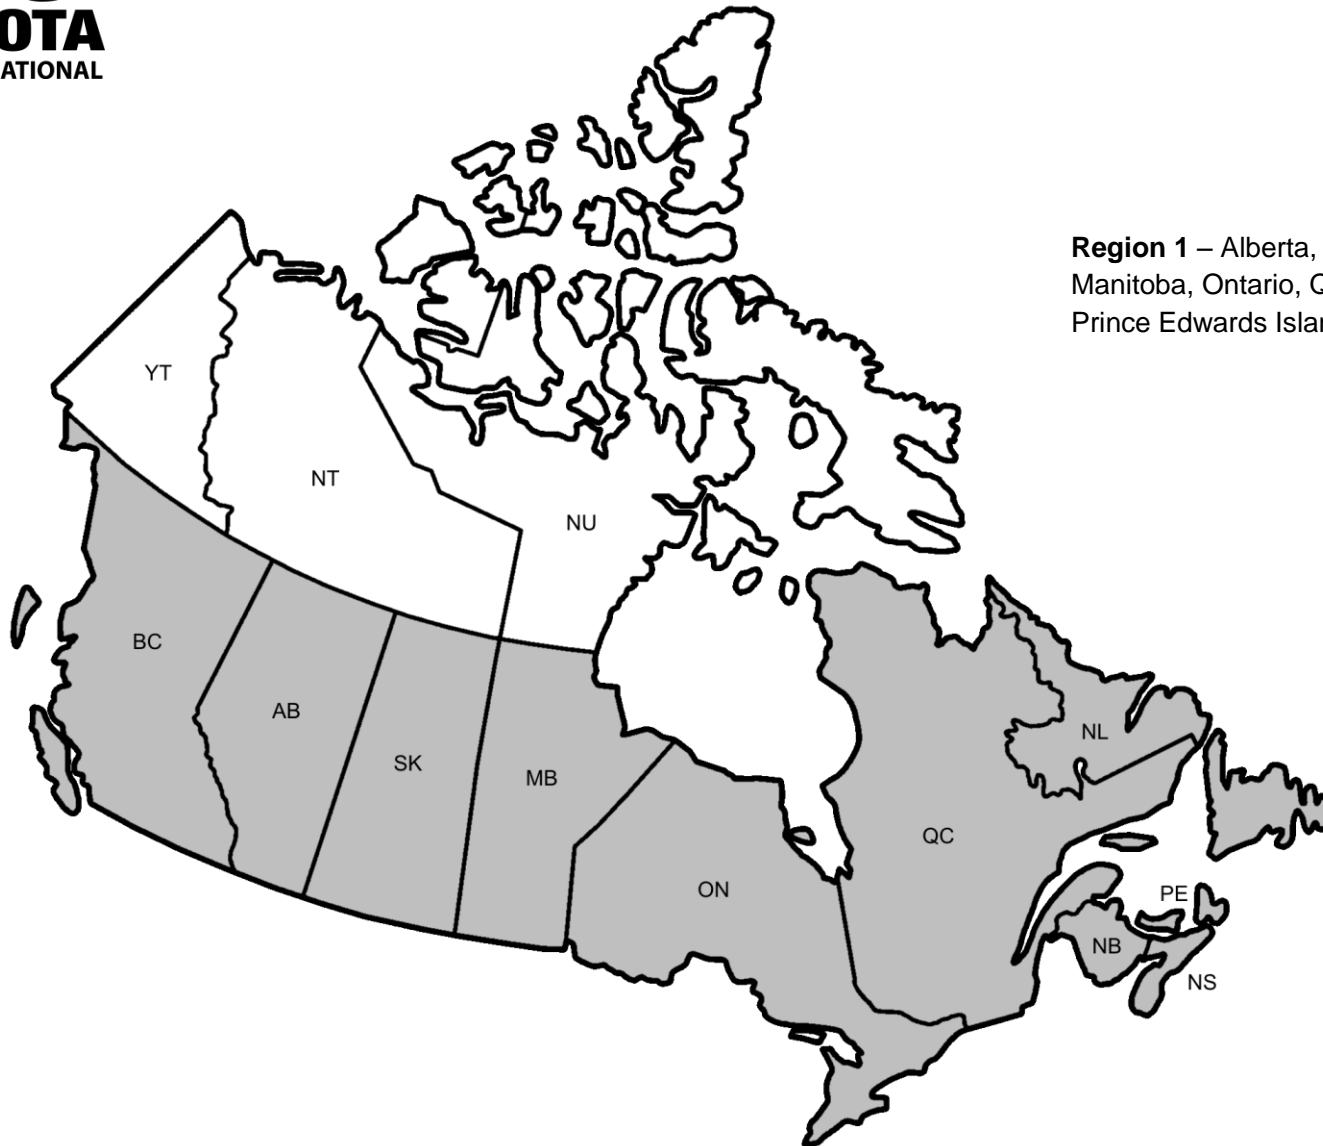 OTA
ATIONAL
Region 1 – Alberta,
Manitoba, Ontario, Q
Prince Edwards Islan
YT
NT
NU
BC
AB
SK
MB
NL
QC
ON
PE
NB
NS